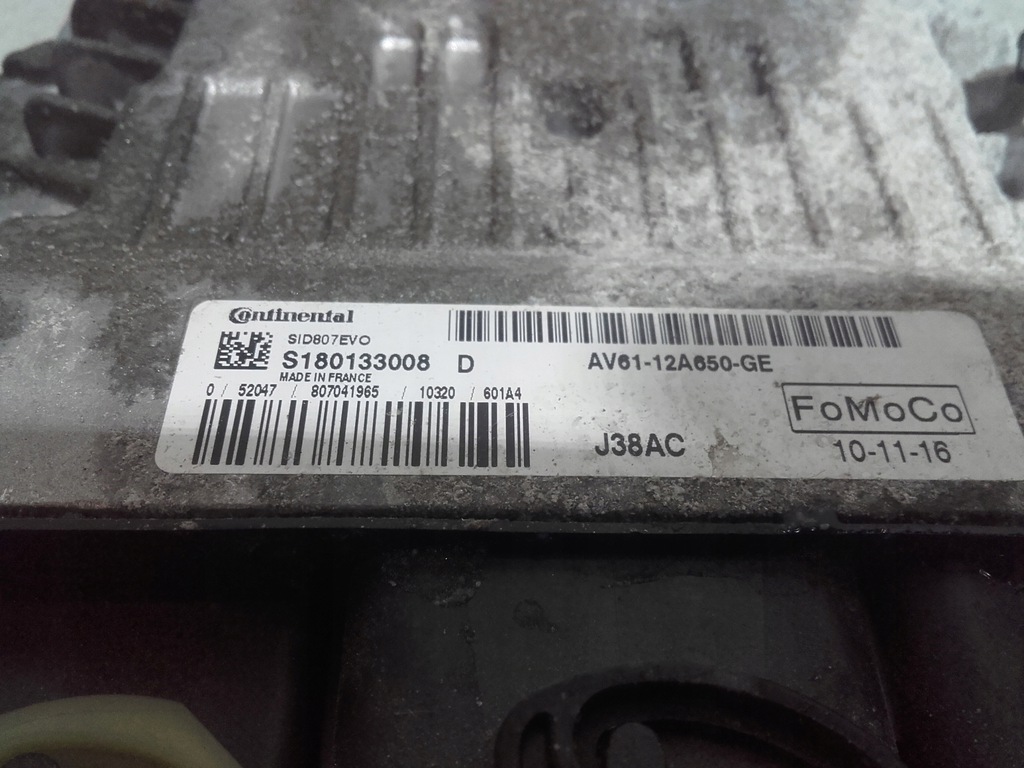 Continental
SID807EVO
S180133008 D
MADE IN FRANCE
0 / 52047 / 807041965 / 10320 / 601A4
AV61-12A650-GE
FoMoCo
J38AC
10-11-16